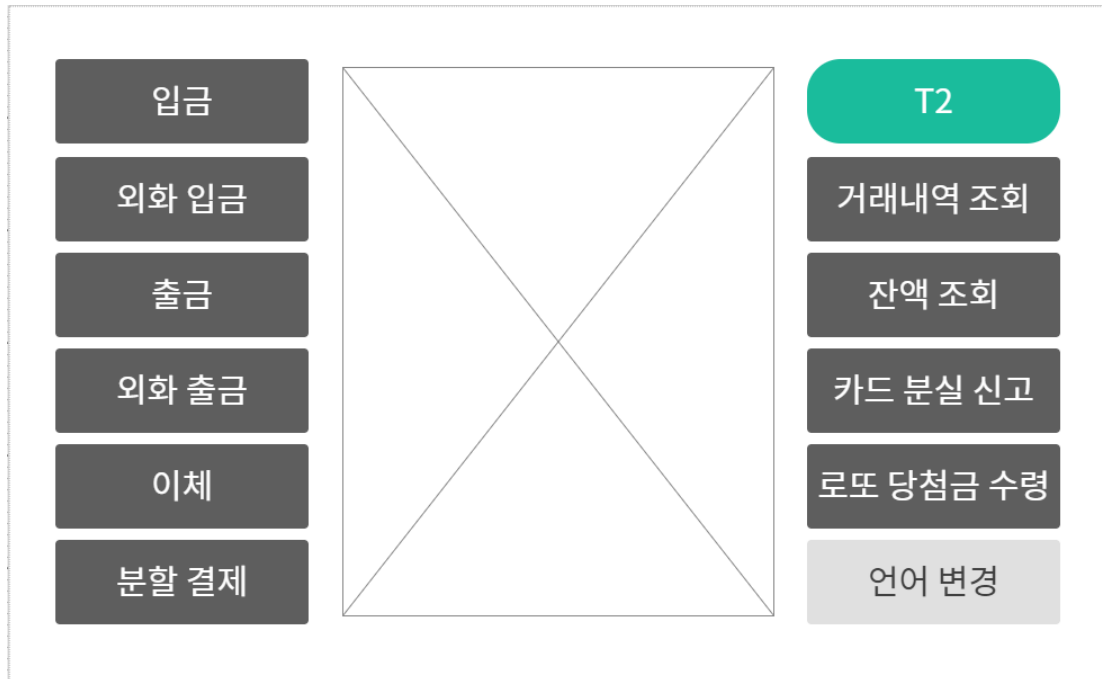 입금
외화 입금
출금
외화 출금
이체
분할 결제
T2
거래내역 조회
잔액 조회
카드 분실 신고
로또 당첨금 수령
언어 변경